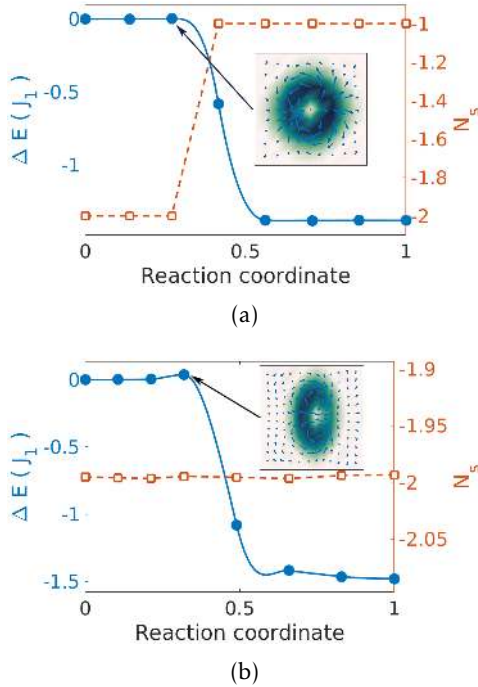 0
-0.5
-1
Δ E ( J₁ )
-1
-1.2
-1.4
-1.6
-1.8
-2
Nₛ
0 0.5 1
Reaction coordinate
(a)
0
-0.5
-1
-1.5
Δ E ( J₁ )
-1.9
-1.95
-2
-2.05
Nₛ
0 0.5 1
Reaction coordinate
(b)